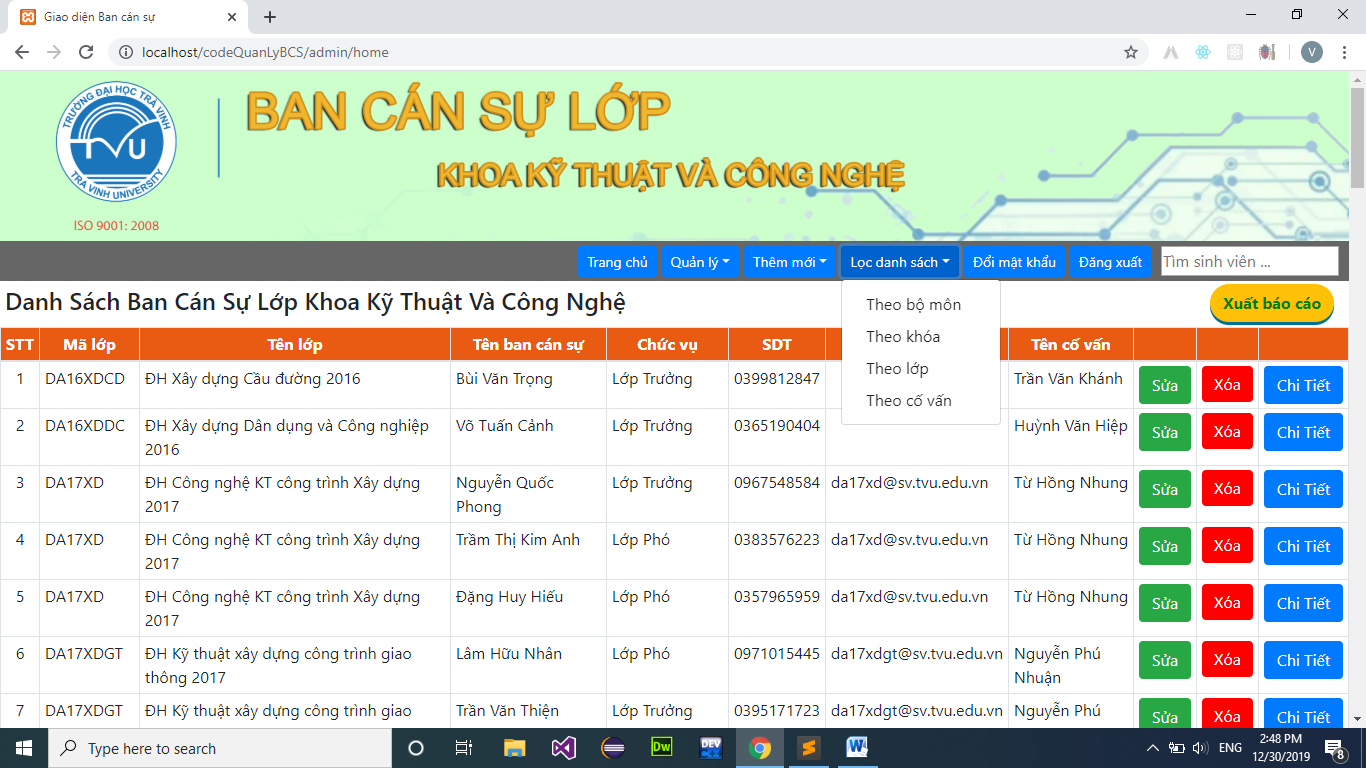 Giao diện Ban cán sự
localhost/codeQuanLyBCS/admin/home
V
TRƯỜNG ĐẠI HỌC TRÀ VINH
TVU
TRA VINH UNIVERSITY
ISO 9001: 2008
BAN CÁN SỰ LỚP
KHOA KỸ THUẬT VÀ CÔNG NGHỆ
Trang chủ Quản lý Thêm mới Lọc danh sách Đổi mật khẩu Đăng xuất Tìm sinh viên ...
Theo bộ môn
Theo khóa
Theo lớp
Theo cố vấn
Danh Sách Ban Cán Sự Lớp Khoa Kỹ Thuật Và Công Nghệ Xuất báo cáo
STT Mã lớp Tên lớp Tên ban cán sự Chức vụ SDT Tên cố vấn
1 DA16XDCD ĐH Xây dựng Cầu đường 2016 Bùi Văn Trọng Lớp Trưởng 0399812847 Trần Văn Khánh Sửa Xóa Chi Tiết
2 DA16XDDC ĐH Xây dựng Dân dụng và Công nghiệp Võ Tuấn Cảnh Lớp Trưởng 0365190404 Huỳnh Văn Hiệp Sửa Xóa Chi Tiết
2016
3 DA17XD ĐH Công nghệ KT công trình Xây dựng Nguyễn Quốc Lớp Trưởng 0967548584 da17xd@sv.tvu.edu.vn Từ Hồng Nhung Sửa Xóa Chi Tiết
2017 Phong
4 DA17XD ĐH Công nghệ KT công trình Xây dựng Trầm Thị Kim Anh Lớp Phó 0383576223 da17xd@sv.tvu.edu.vn Từ Hồng Nhung Sửa Xóa Chi Tiết
2017
5 DA17XD ĐH Công nghệ KT công trình Xây dựng Đặng Huy Hiếu Lớp Phó 0357965959 da17xd@sv.tvu.edu.vn Từ Hồng Nhung Sửa Xóa Chi Tiết
2017
6 DA17XDGT ĐH Kỹ thuật xây dựng công trình giao Lâm Hữu Nhân Lớp Phó 0971015445 da17xdgt@sv.tvu.edu.vn Nguyễn Phú Sửa Xóa Chi Tiết
thông 2017 Nhuận
7 DA17XDGT ĐH Kỹ thuật xây dựng công trình giao Trần Văn Thiện Lớp Trưởng 0395171723 da17xdgt@sv.tvu.edu.vn Nguyễn Phú Sửa Xóa Chi Tiết
Type here to search
Dw
DEV
ENG
2:48 PM
12/30/2019
8